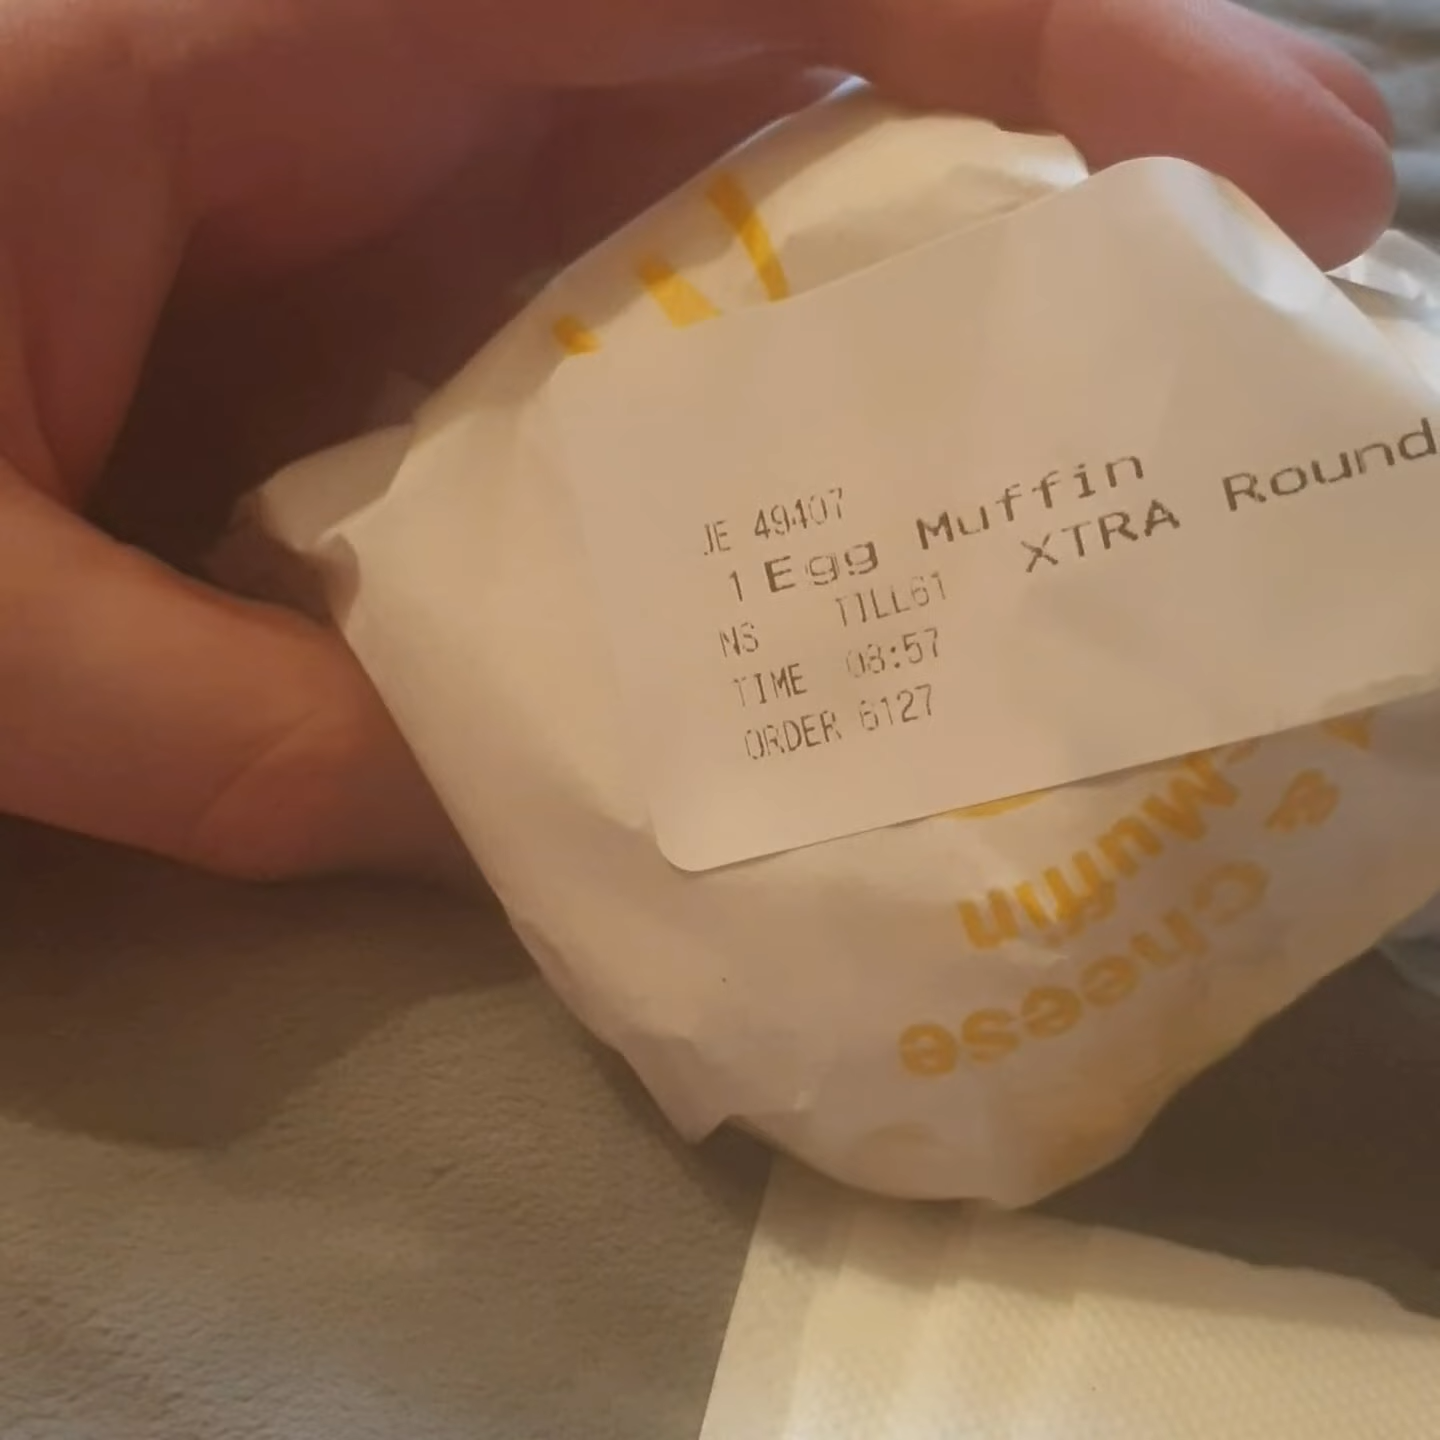 JE 49407
1 Egg Muffin
XTRA Round
NS TILL61
TIME 08:57
ORDER 6127
&
Cheese
Muffin